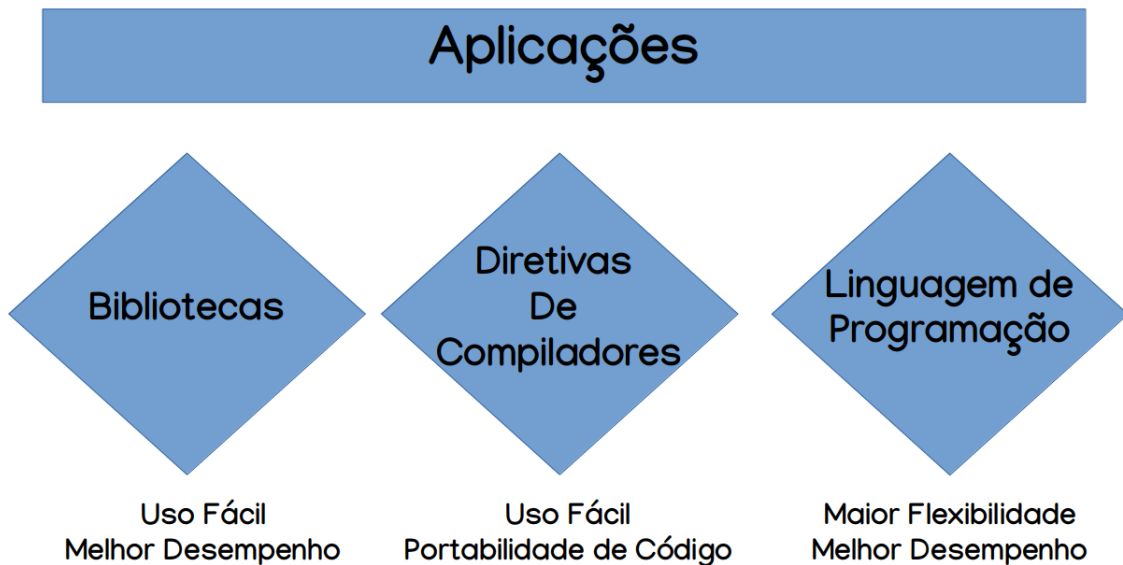 Aplicações
Bibliotecas
Diretivas
De
Compiladores
Linguagem de
Programação
Uso Fácil
Melhor Desempenho
Uso Fácil
Portabilidade de Código
Maior Flexibilidade
Melhor Desempenho